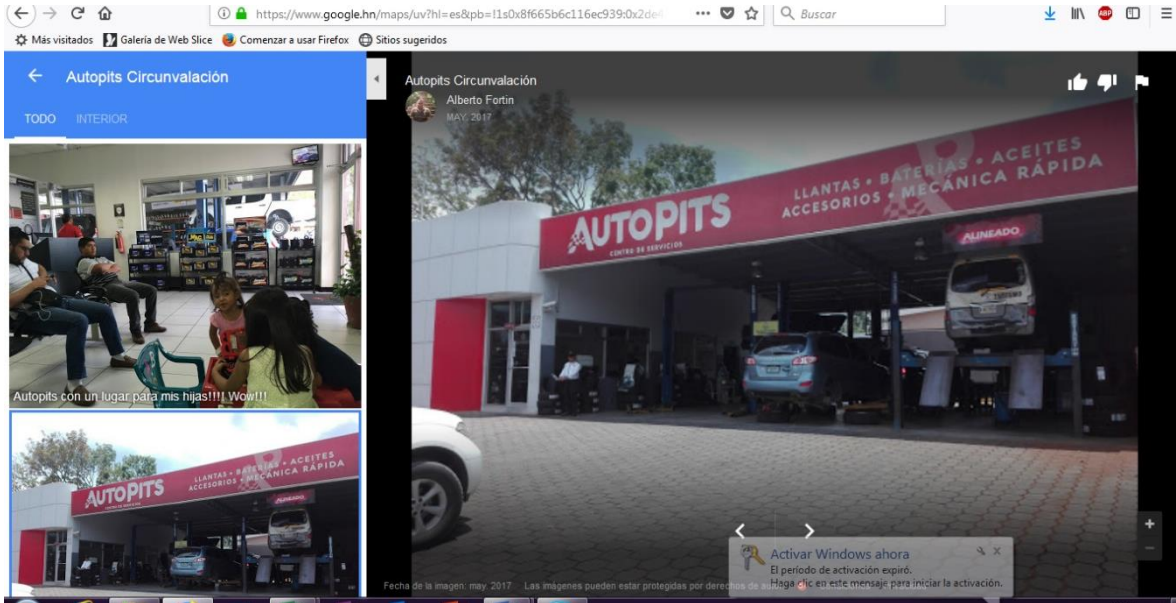 https://www.google.hn/maps/uv?hl=es&pb=!1s0x8f665b6c116ec939:0x2de
Buscar
ABP
Más visitados
Galería de Web Slice
Comenzar a usar Firefox
Sitios sugeridos
Autopits Circunvalación
TODO
INTERIOR
Autopits con un lugar para mis hijas!!!! Wow!!!
AUTOPITS
LLANTAS • BATERÍAS • ACEITES
ACCESORIOS • MECÁNICA RÁPIDA
ALINEADO
Autopits Circunvalación
Alberto Fortin
MAY. 2017
AUTOPITS
CENTRO DE SERVICIOS
LLANTAS • BATERÍAS • ACEITES
ACCESORIOS • MECÁNICA RÁPIDA
ALINEADO
TURISMO
Activar Windows ahora
El período de activación expiró.
Haga clic en este mensaje para iniciar la activación.
Fecha de la imagen: may. 2017
Las imágenes pueden estar protegidas por derechos de